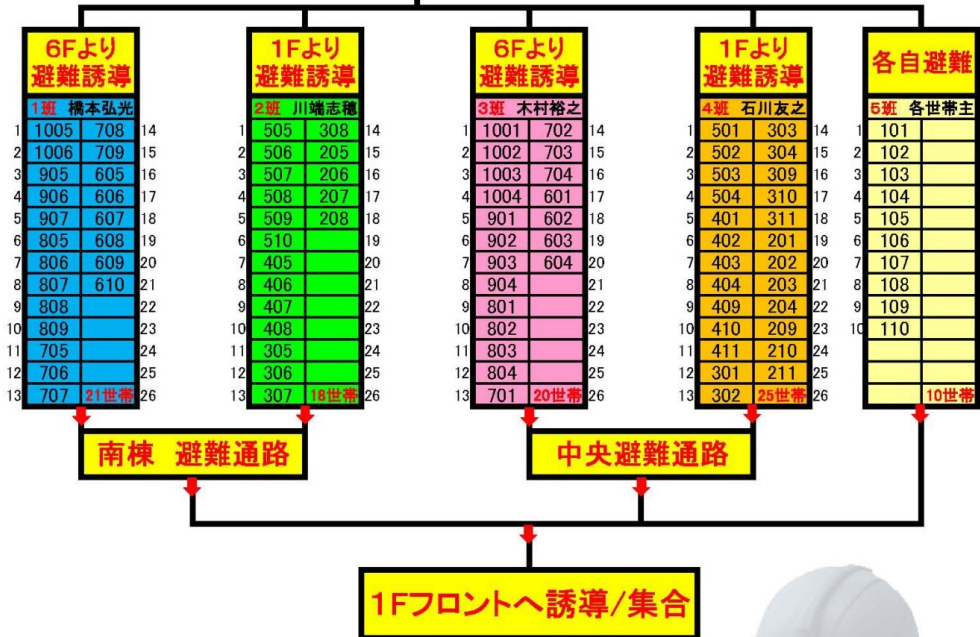 6Fより
避難誘導
1班 橋本弘光
1 1005 708 14
2 1006 709 15
3 905 605 16
4 906 606 17
5 907 607 18
6 805 608 19
7 806 609 20
8 807 610 21
9 808 22
10 809 23
11 705 24
12 706 25
13 707 21世帯 26
1Fより
避難誘導
2班 川端志穂
1 505 308 14
2 506 205 15
3 507 206 16
4 508 207 17
5 509 208 18
6 510 19
7 405 20
8 406 21
9 407 22
10 408 23
11 305 24
12 306 25
13 307 18世帯 26
6Fより
避難誘導
3班 木村裕之
1 1001 702 14
2 1002 703 15
3 1003 704 16
4 1004 601 17
5 901 602 18
6 902 603 19
7 903 604 20
8 904 21
9 801 22
10 802 23
11 803 24
12 804 25
13 701 20世帯 26
1Fより
避難誘導
4班 石川友之
1 501 303 14
2 502 304 15
3 503 309 16
4 504 310 17
5 401 311 18
6 402 201 19
7 403 202 20
8 404 203 21
9 409 204 22
10 410 209 23
11 411 210 24
12 301 211 25
13 302 25世帯 26
各自避難
5班 各世帯主
1 101
2 102
3 103
4 104
5 105
6 106
7 107
8 108
9 109
10 110
10世帯
南棟 避難通路
中央避難通路
1Fフロントへ誘導/集合